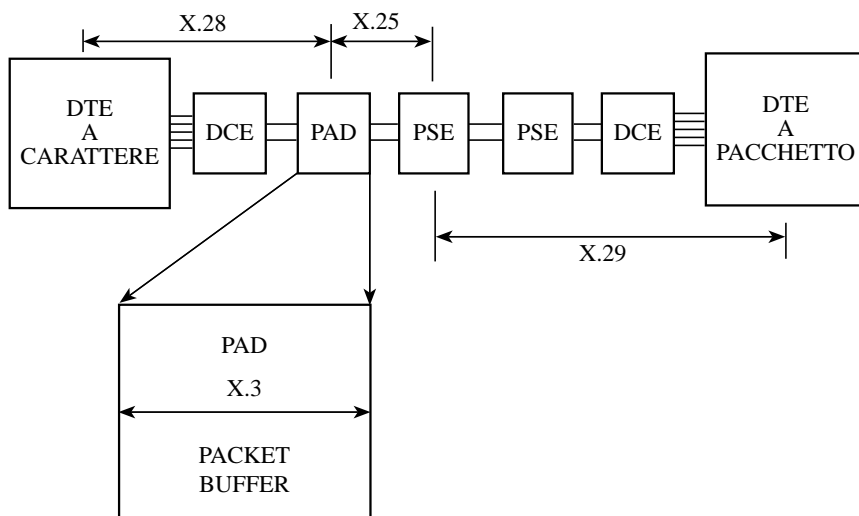 X.28
X.25
DTE
A
CARATTERE
DCE
PAD
PSE
PSE
DCE
DTE
A
PACCHETTO
X.29
PAD
X.3
PACKET
BUFFER